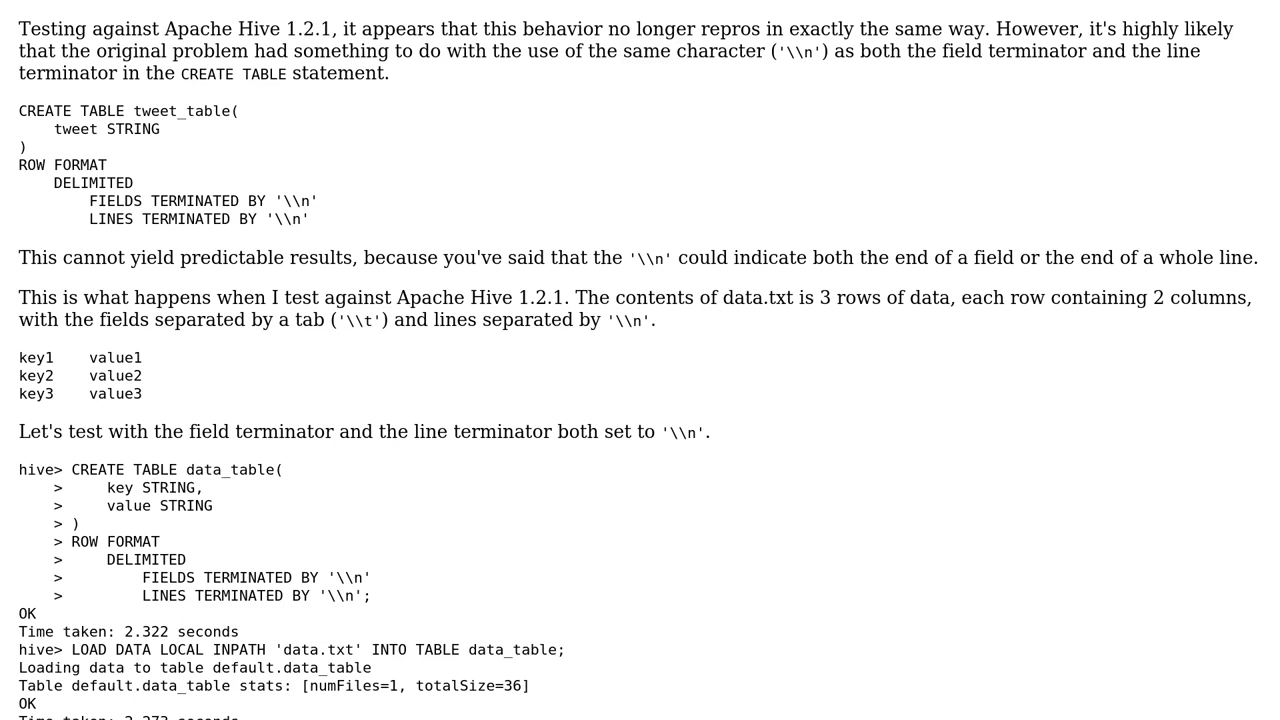 Testing against Apache Hive 1.2.1, it appears that this behavior no longer repros in exactly the same way. However, it's highly likely
that the original problem had something to do with the use of the same character ('\\n') as both the field terminator and the line
terminator in the CREATE TABLE statement.
CREATE TABLE tweet_table(
    tweet STRING
)
ROW FORMAT
    DELIMITED
        FIELDS TERMINATED BY '\\n'
        LINES TERMINATED BY '\\n'
This cannot yield predictable results, because you've said that the '\\n' could indicate both the end of a field or the end of a whole line.
This is what happens when I test against Apache Hive 1.2.1. The contents of data.txt is 3 rows of data, each row containing 2 columns,
with the fields separated by a tab ('\\t') and lines separated by '\\n'.
key1    value1
key2    value2
key3    value3
Let's test with the field terminator and the line terminator both set to '\\n'.
hive> CREATE TABLE data_table(
    >     key STRING,
    >     value STRING
    > )
    > ROW FORMAT
    >     DELIMITED
    >         FIELDS TERMINATED BY '\\n'
    >         LINES TERMINATED BY '\\n';
OK
Time taken: 2.322 seconds
hive> LOAD DATA LOCAL INPATH 'data.txt' INTO TABLE data_table;
Loading data to table default.data_table
Table default.data_table stats: [numFiles=1, totalSize=36]
OK
Time taken: 2.273 seconds